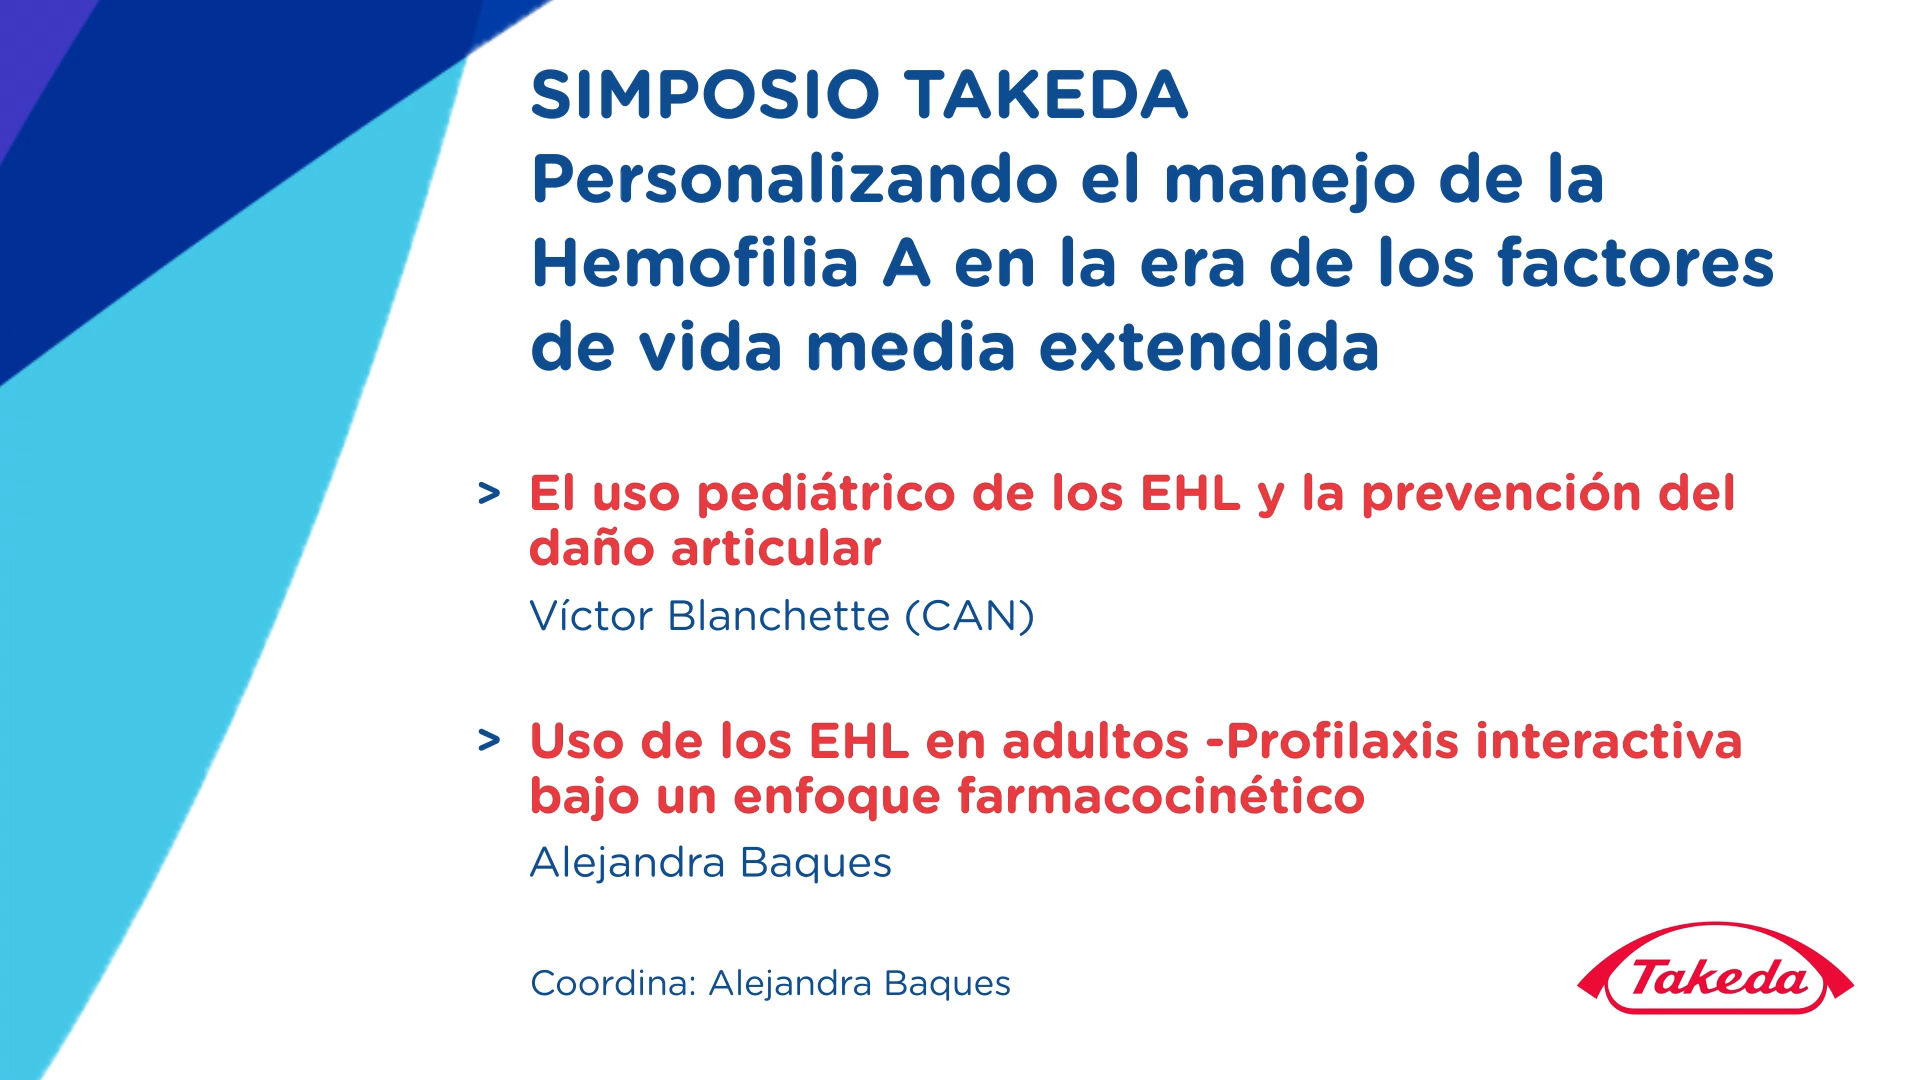 SIMPOSIO TAKEDA
Personalizando el manejo de la
Hemofilia A en la era de los factores
de vida media extendida
> El uso pediátrico de los EHL y la prevención del
daño articular
Víctor Blanchette (CAN)
> Uso de los EHL en adultos -Profilaxis interactiva
bajo un enfoque farmacocinético
Alejandra Baques
Coordina: Alejandra Baques
Takeda